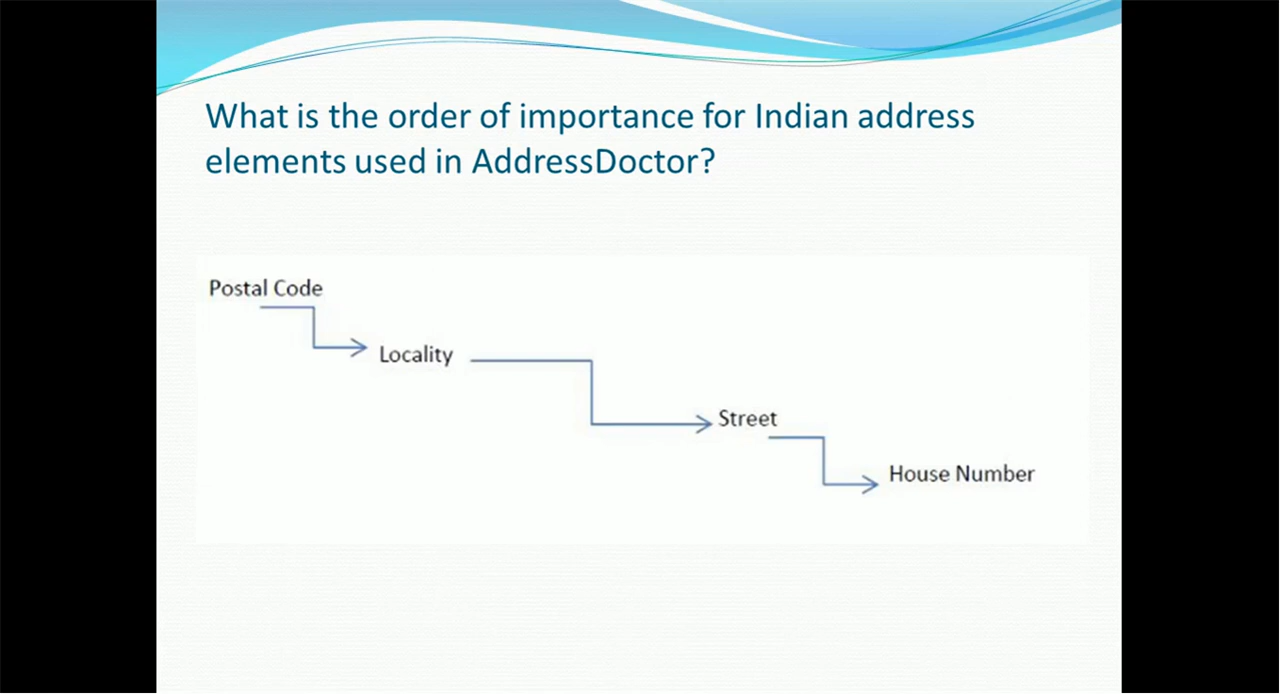 What is the order of importance for Indian address
elements used in AddressDoctor?
Postal Code
Locality
Street
House Number